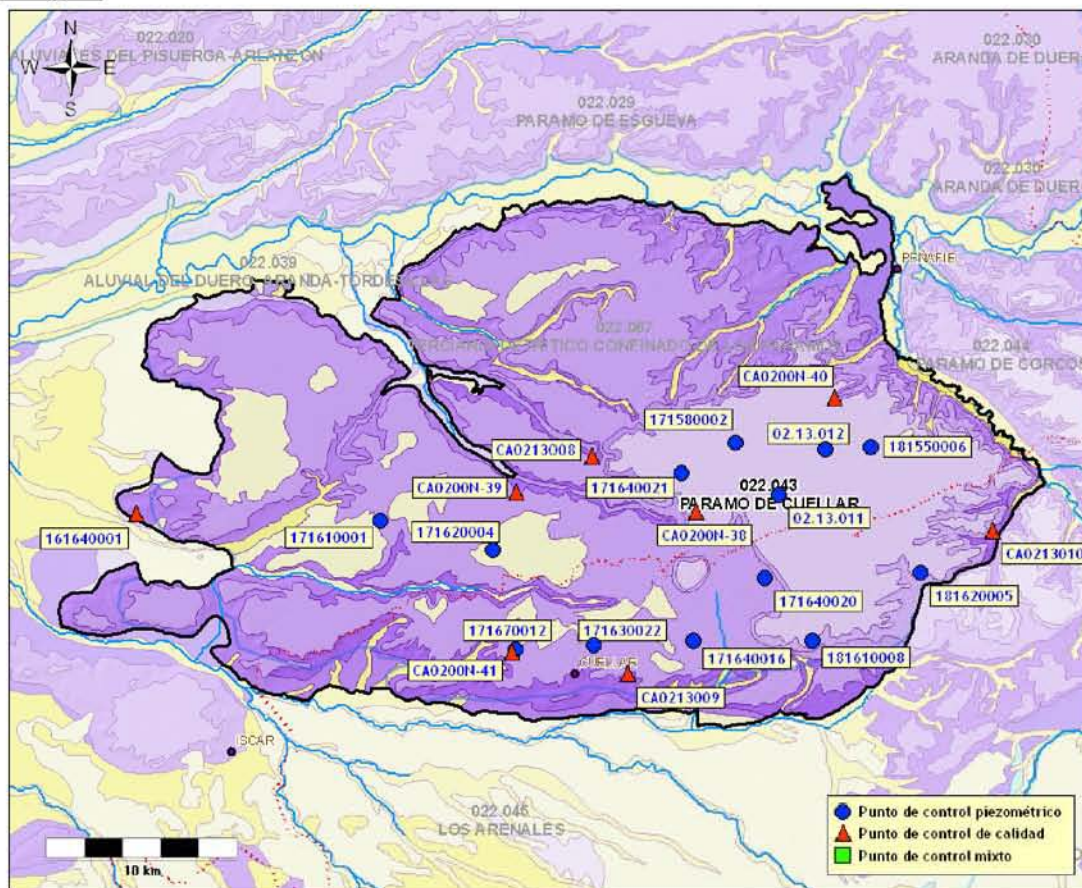 N
W E
S
022.020
ALUVIALES DEL PISUERGA-ARLANZON
022.030
ARANDA DE DUER
022.029
PARAMO DE ESGUEVA
022.030
ARANDA DE DUER
022.039
ALUVIAL DEL DUERO: ARANDA-TORDESILLAS
PEÑAFIE
022.067
022.044
PARAMO DE CORCOS
CA0200N-40
171580002
02.13.012
181550006
CA0213008
171640021
CA0200N-39
022.043
PARAMO DE CUELLAR
02.13.011
161640001
171610001
171620004
CA0200N-38
CA0213010
181620005
171640020
171670012
171630022
171640016
181610008
CA0200N-41
CUELLAR
CA0213009
ISCAR
022.045
LOS ARENALES
10 km.
Punto de control piezométrico
Punto de control de calidad
Punto de control mixto